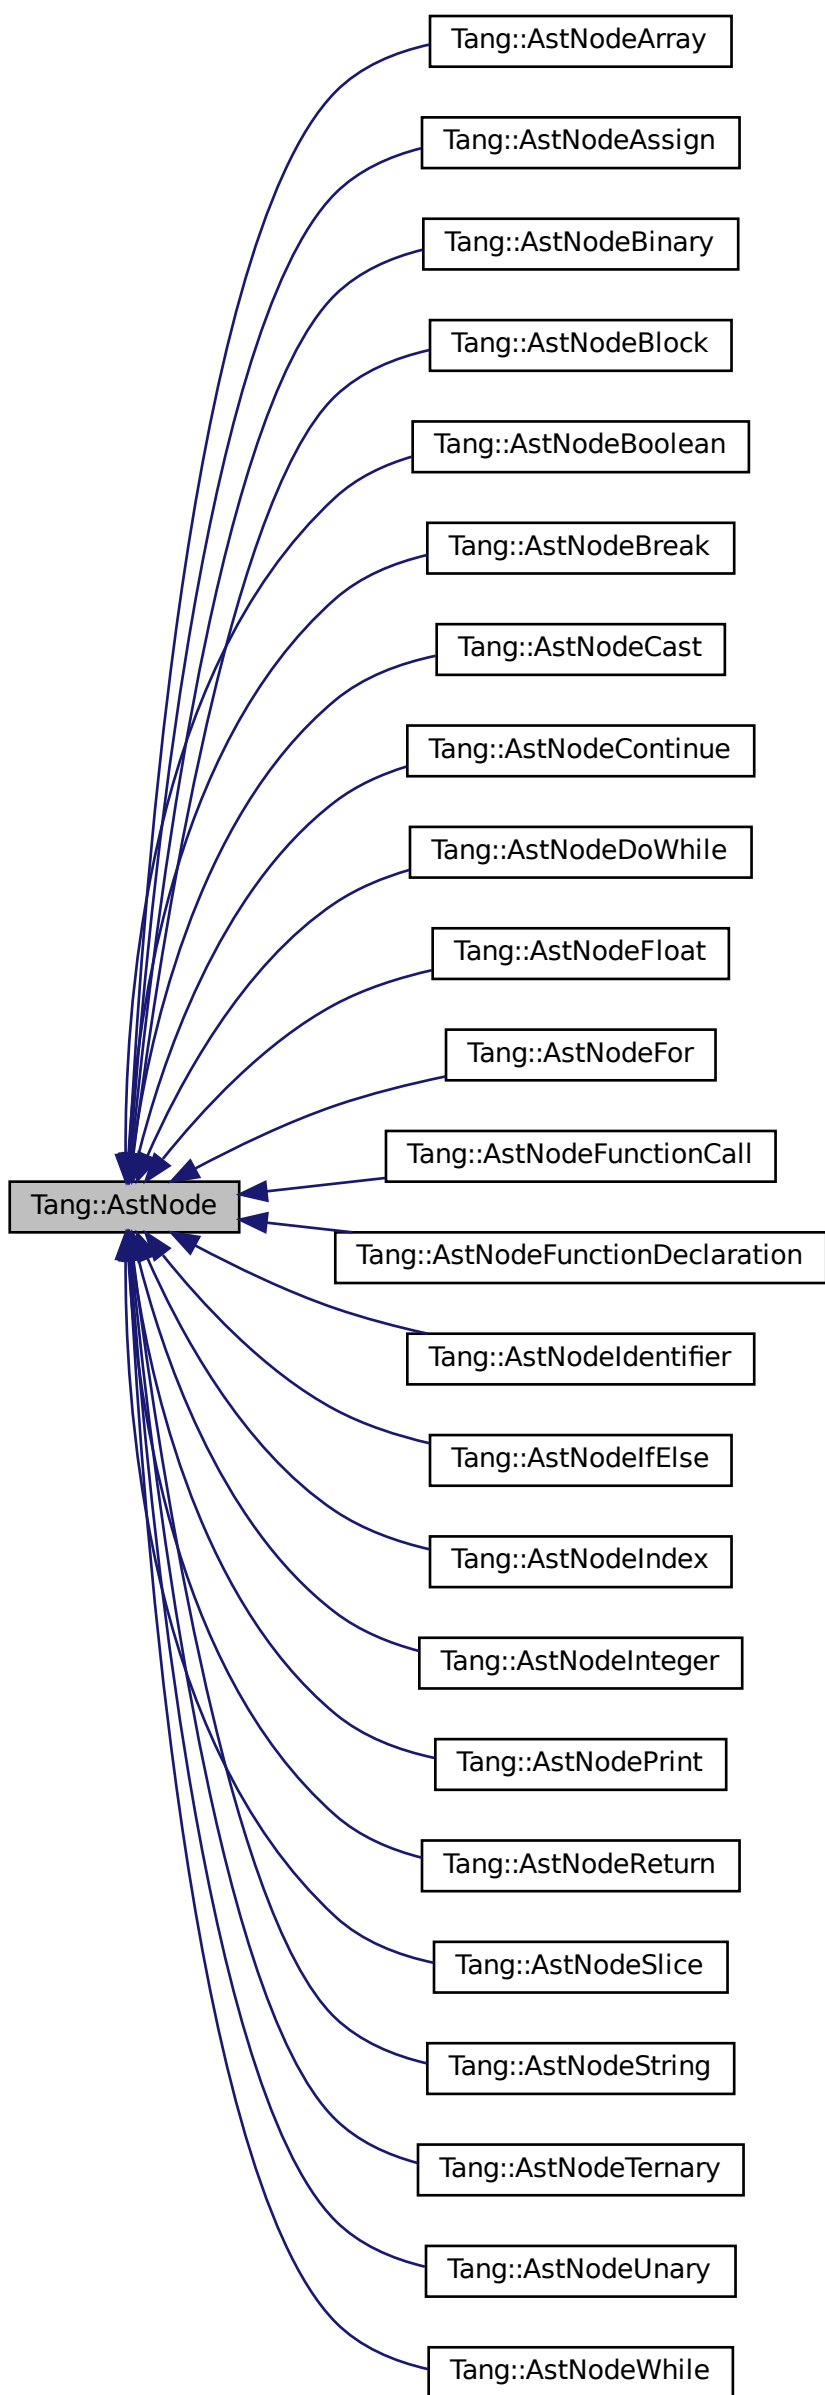 Tang::AstNodeArray
Tang::AstNodeAssign
Tang::AstNodeBinary
Tang::AstNodeBlock
Tang::AstNodeBoolean
Tang::AstNodeBreak
Tang::AstNodeCast
Tang::AstNodeContinue
Tang::AstNodeDoWhile
Tang::AstNodeFloat
Tang::AstNodeFor
Tang::AstNodeFunctionCall
Tang::AstNode
Tang::AstNodeFunctionDeclaration
Tang::AstNodeIdentifier
Tang::AstNodeIfElse
Tang::AstNodeIndex
Tang::AstNodeInteger
Tang::AstNodePrint
Tang::AstNodeReturn
Tang::AstNodeSlice
Tang::AstNodeString
Tang::AstNodeTernary
Tang::AstNodeUnary
Tang::AstNodeWhile